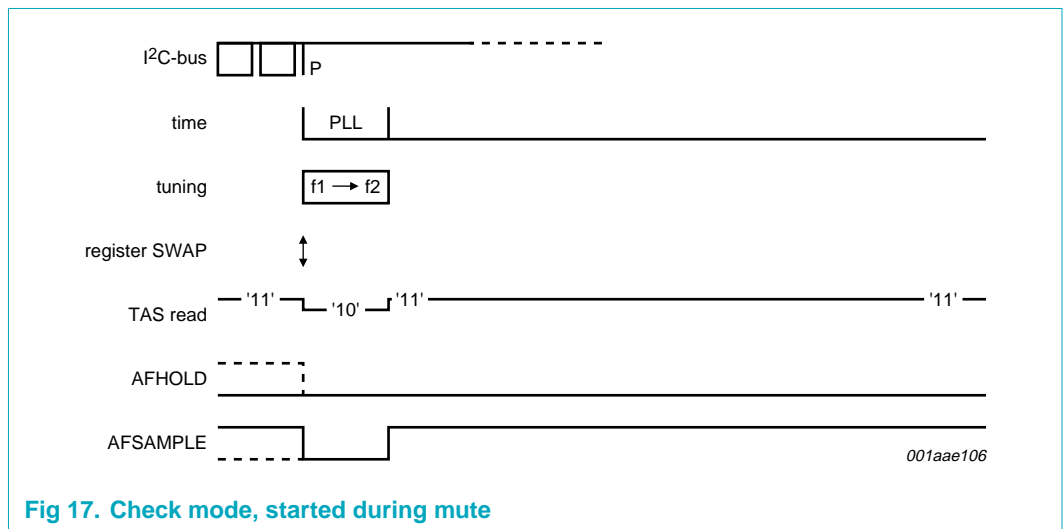 I2C-bus
P
time
PLL
tuning
f1 → f2
register SWAP
TAS read
'11' '10' '11' '11'
AFHOLD
AFSAMPLE
001aae106
Fig 17. Check mode, started during mute